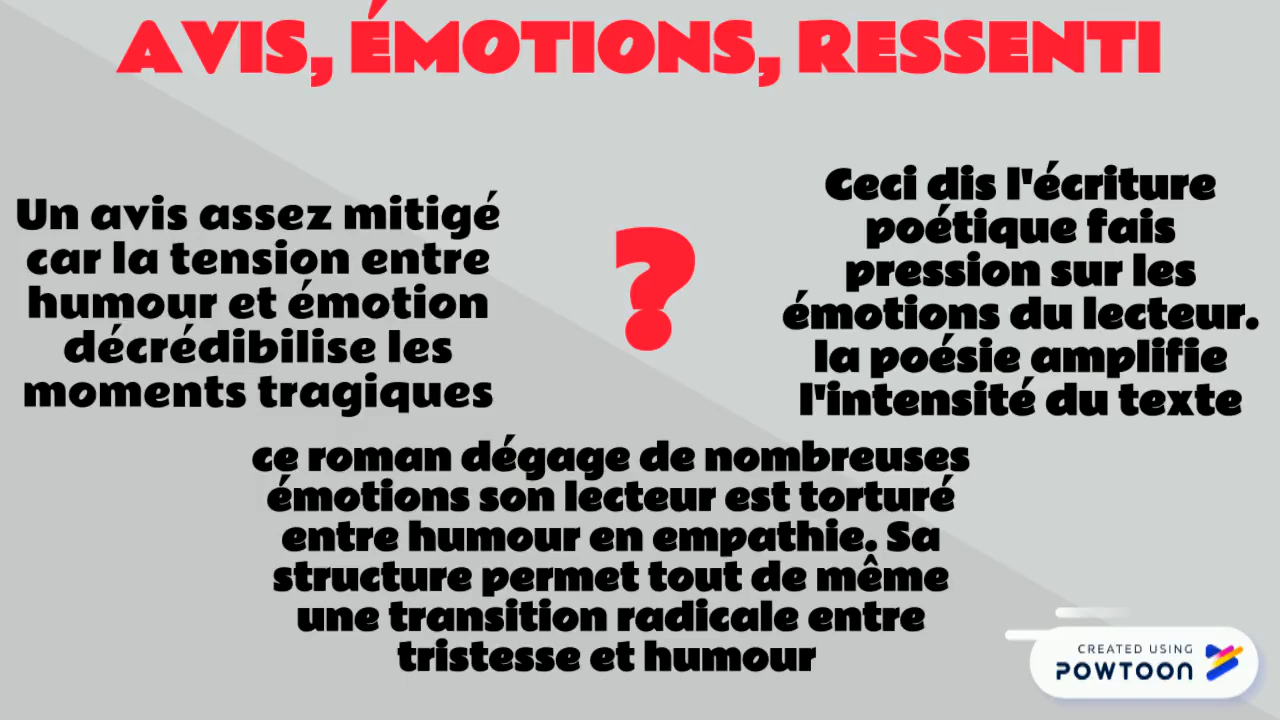 AVIS, ÉMOTIONS, RESSENTI
Un avis assez mitigé
car la tension entre
humour et émotion
décrédibilise les
moments tragiques
?
Ceci dis l'écriture
poétique fais
pression sur les
émotions du lecteur.
la poésie amplifie
l'intensité du texte
ce roman dégage de nombreuses
émotions son lecteur est torturé
entre humour en empathie. Sa
structure permet tout de même
une transition radicale entre
tristesse et humour
CREATED USING
POWTOON